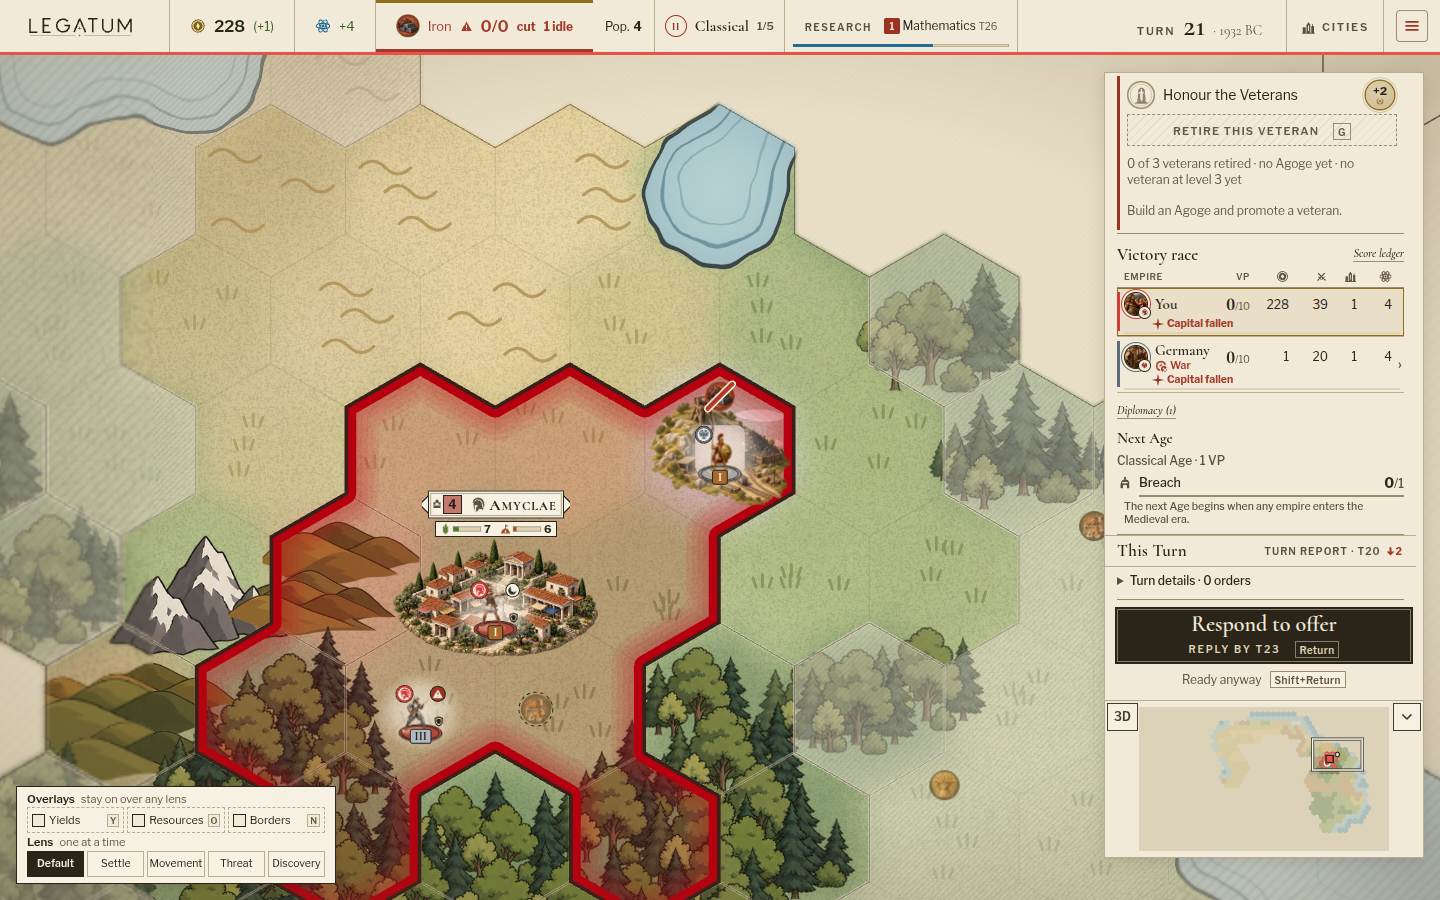 LEGATUM
228 (+1)
+4
Iron 0/0 cut 1 idle
Pop. 4
II Classical 1/5
RESEARCH 1 Mathematics T26
TURN 21 · 1932 BC
CITIES
Honour the Veterans +2
RETIRE THIS VETERAN G
0 of 3 veterans retired · no Agoge yet · no
veteran at level 3 yet
Build an Agoge and promote a veteran.
Victory race Score ledger
EMPIRE VP
You 0/10 228 39 1 4
Capital fallen
Germany 0/10 1 20 1 4 ›
War
Capital fallen
Diplomacy (1)
Next Age
Classical Age · 1 VP
Breach 0/1
The next Age begins when any empire enters the
Medieval era.
This Turn TURN REPORT · T20 2
Turn details · 0 orders
Respond to offer
REPLY BY T23 Return
Ready anyway Shift+Return
3D
4 AMYCLAE
7 6
I
I
III
Overlays stay on over any lens
Yields Y Resources O Borders N
Lens one at a time
Default Settle Movement Threat Discovery